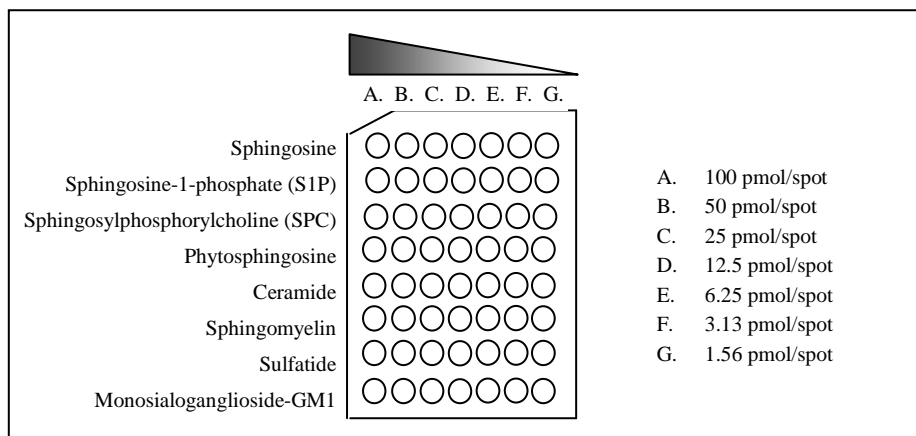 A. B. C. D. E. F. G.
Sphingosine
Sphingosine-1-phosphate (S1P)
Sphingosylphosphorylcholine (SPC)
Phytosphingosine
Ceramide
Sphingomyelin
Sulfatide
Monosialoganglioside-GM1
A. 100 pmol/spot
B. 50 pmol/spot
C. 25 pmol/spot
D. 12.5 pmol/spot
E. 6.25 pmol/spot
F. 3.13 pmol/spot
G. 1.56 pmol/spot